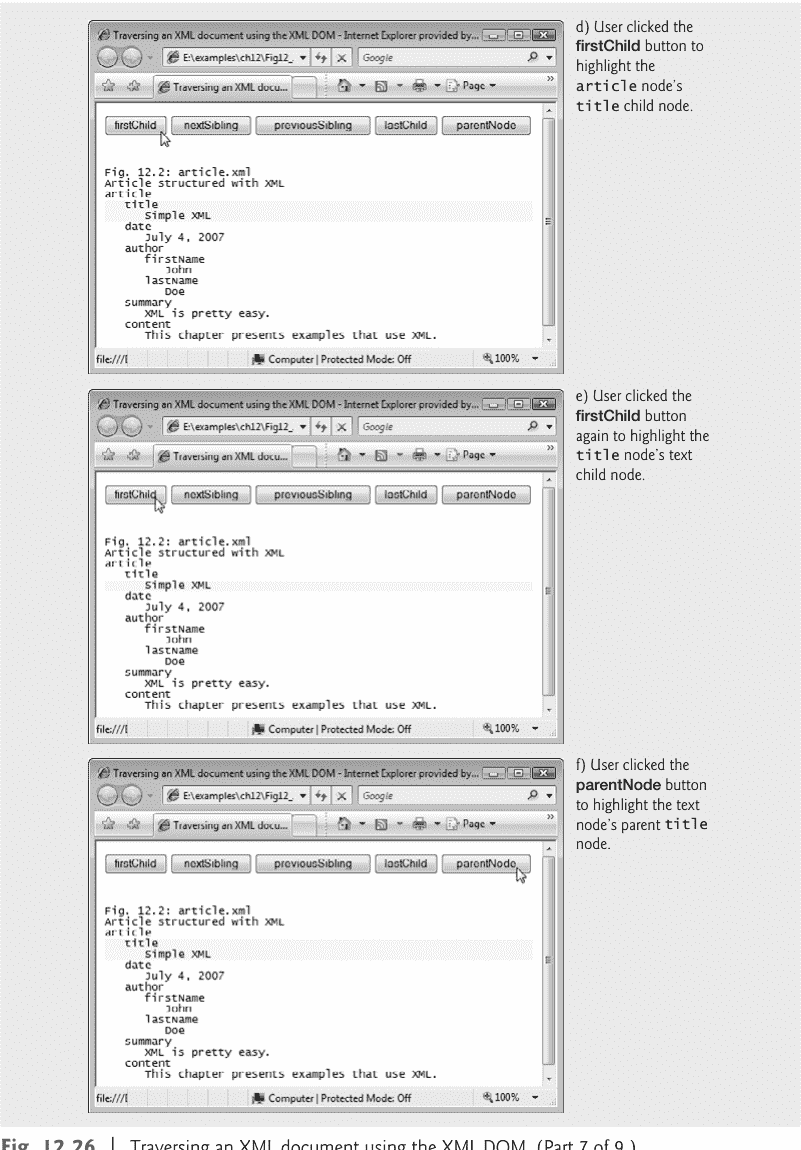 Traversing an XML document using the XML DOM - Internet Explorer provided by...
E:\examples\ch12\Fig12_
Google
Traversing an XML docu...
Page
»
firstChild nextSibling previousSibling lastChild parentNode
Fig. 12.2: article.xml
Article structured with XML
article
title
Simple XML
date
July 4, 2007
author
firstName
John
lastName
Doe
summary
XML is pretty easy.
content
This chapter presents examples that use XML.
file:///
Computer | Protected Mode: Off
100%
d) User clicked the
firstChild button to
highlight the
article node's
title child node.
Traversing an XML document using the XML DOM - Internet Explorer provided by...
E:\examples\ch12\Fig12_
Google
Traversing an XML docu...
Page
»
firstChild nextSibling previousSibling lastChild parentNode
Fig. 12.2: article.xml
Article structured with XML
article
title
Simple XML
date
July 4, 2007
author
firstName
John
lastName
Doe
summary
XML is pretty easy.
content
This chapter presents examples that use XML.
file:///
Computer | Protected Mode: Off
100%
e) User clicked the
firstChild button
again to highlight the
title node's text
child node.
Traversing an XML document using the XML DOM - Internet Explorer provided by...
E:\examples\ch12\Fig12_
Google
Traversing an XML docu...
Page
»
firstChild nextSibling previousSibling lastChild parentNode
Fig. 12.2: article.xml
Article structured with XML
article
title
Simple XML
date
July 4, 2007
author
firstName
John
lastName
Doe
summary
XML is pretty easy.
content
This chapter presents examples that use XML.
file:///
Computer | Protected Mode: Off
100%
f) User clicked the
parentNode button
to highlight the text
node's parent title
node.
Fig. 12.26 | Traversing an XML document using the XML DOM. (Part 7 of 9.)